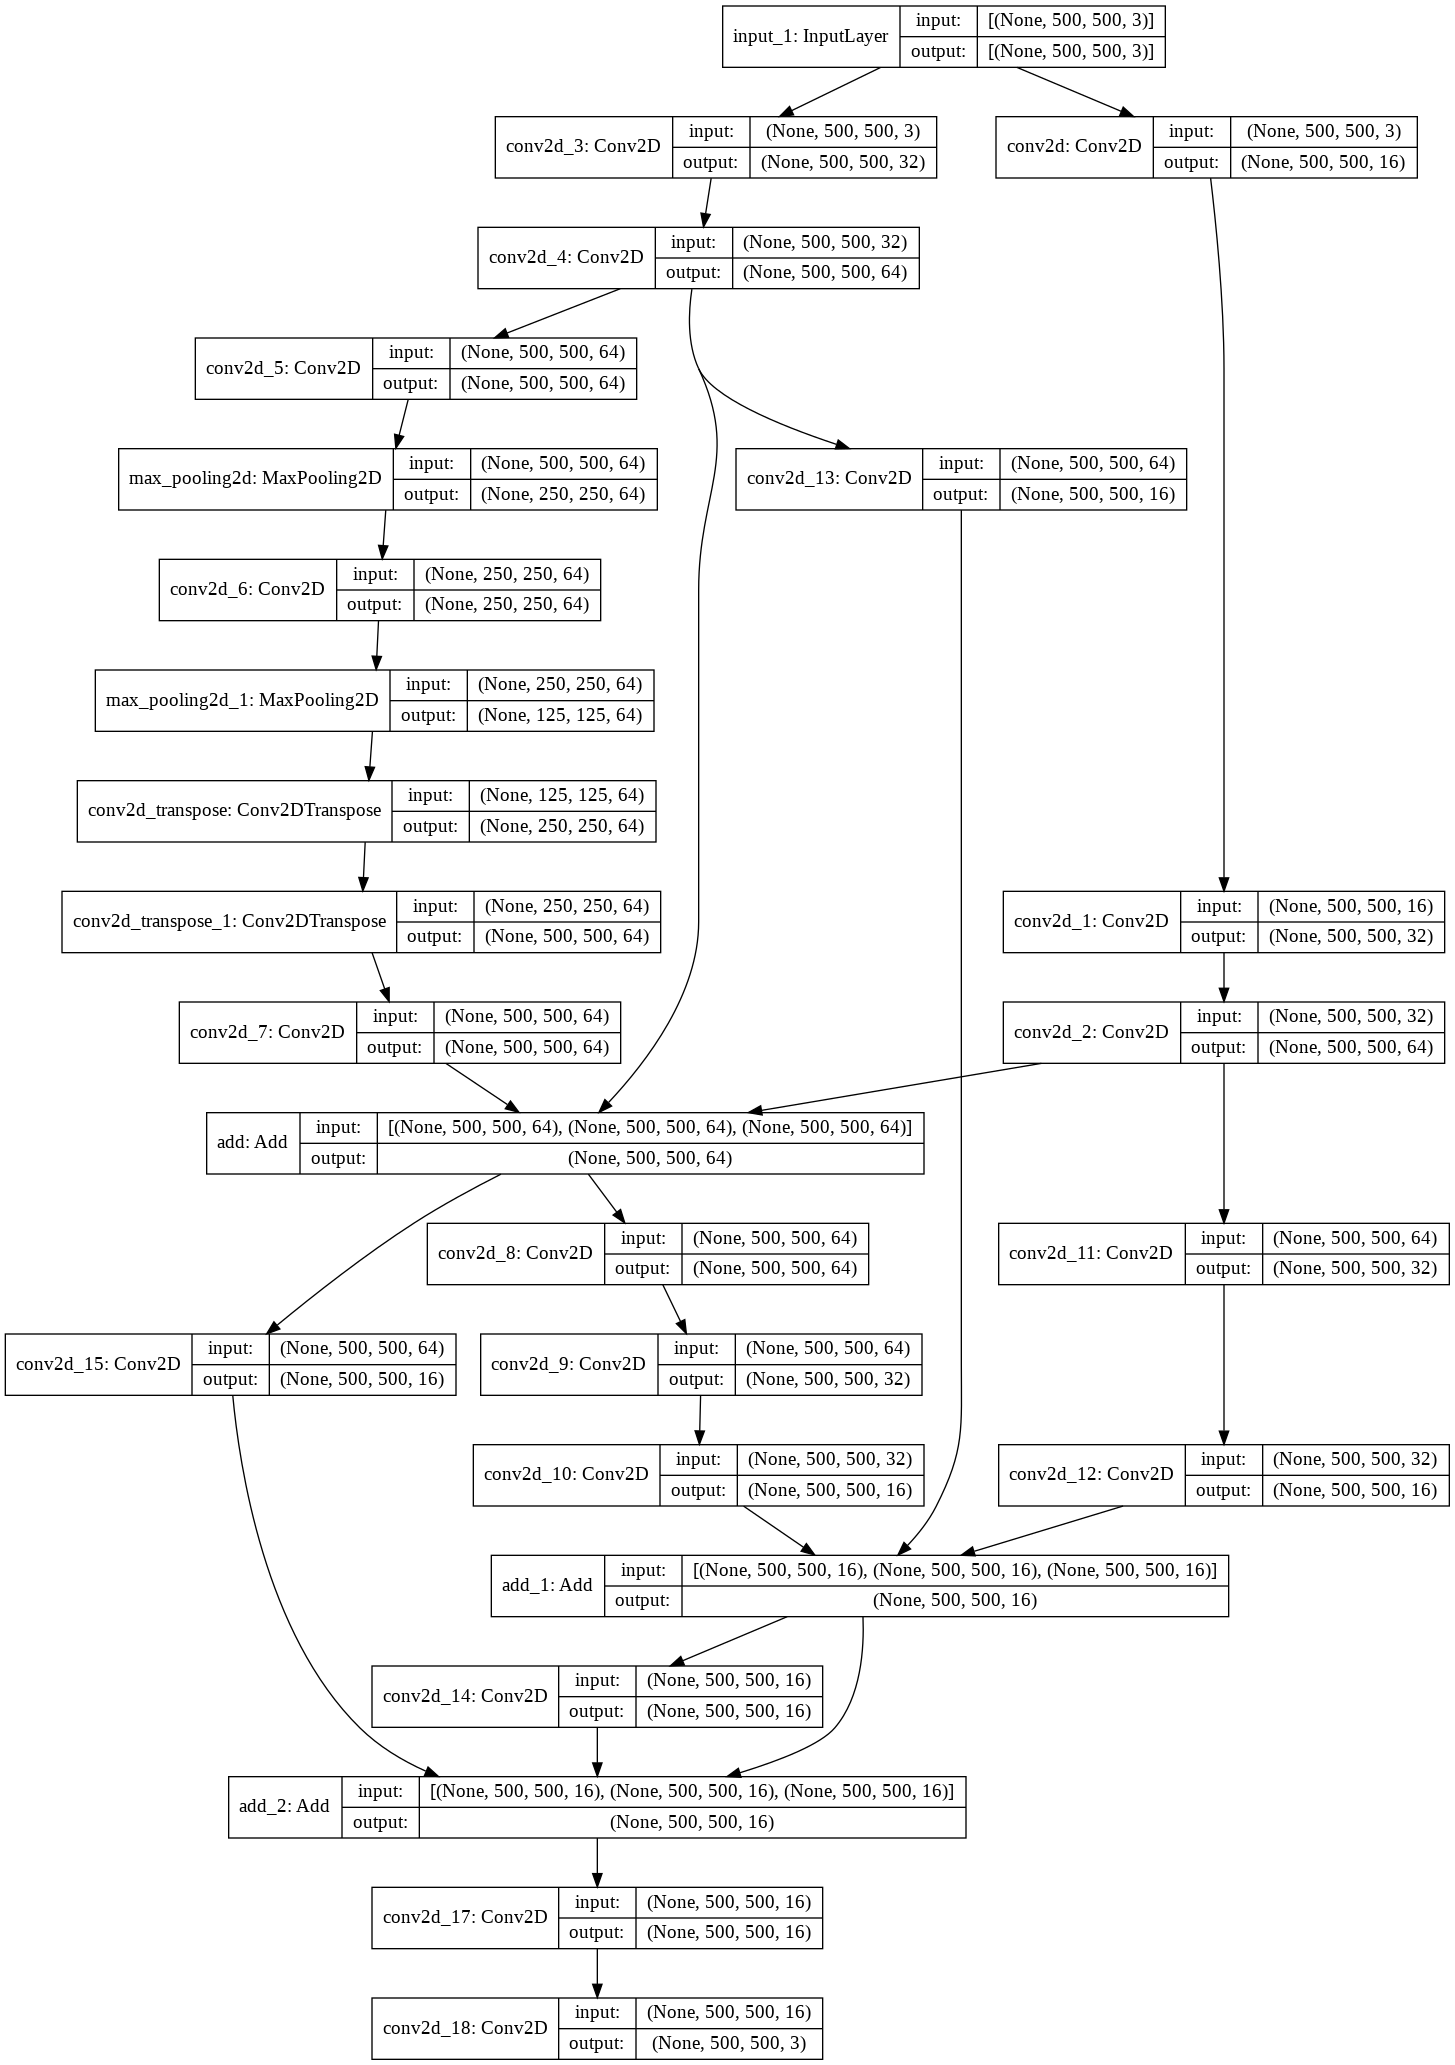 input_1: InputLayer
input: [(None, 500, 500, 3)]
output: [(None, 500, 500, 3)]
conv2d_3: Conv2D
input: (None, 500, 500, 3)
output: (None, 500, 500, 32)
conv2d: Conv2D
input: (None, 500, 500, 3)
output: (None, 500, 500, 16)
conv2d_4: Conv2D
input: (None, 500, 500, 32)
output: (None, 500, 500, 64)
conv2d_5: Conv2D
input: (None, 500, 500, 64)
output: (None, 500, 500, 64)
max_pooling2d: MaxPooling2D
input: (None, 500, 500, 64)
output: (None, 250, 250, 64)
conv2d_13: Conv2D
input: (None, 500, 500, 64)
output: (None, 500, 500, 16)
conv2d_6: Conv2D
input: (None, 250, 250, 64)
output: (None, 250, 250, 64)
max_pooling2d_1: MaxPooling2D
input: (None, 250, 250, 64)
output: (None, 125, 125, 64)
conv2d_transpose: Conv2DTranspose
input: (None, 125, 125, 64)
output: (None, 250, 250, 64)
conv2d_transpose_1: Conv2DTranspose
input: (None, 250, 250, 64)
output: (None, 500, 500, 64)
conv2d_1: Conv2D
input: (None, 500, 500, 16)
output: (None, 500, 500, 32)
conv2d_7: Conv2D
input: (None, 500, 500, 64)
output: (None, 500, 500, 64)
conv2d_2: Conv2D
input: (None, 500, 500, 32)
output: (None, 500, 500, 64)
add: Add
input: [(None, 500, 500, 64), (None, 500, 500, 64), (None, 500, 500, 64)]
output: (None, 500, 500, 64)
conv2d_8: Conv2D
input: (None, 500, 500, 64)
output: (None, 500, 500, 64)
conv2d_11: Conv2D
input: (None, 500, 500, 64)
output: (None, 500, 500, 32)
conv2d_15: Conv2D
input: (None, 500, 500, 64)
output: (None, 500, 500, 16)
conv2d_9: Conv2D
input: (None, 500, 500, 64)
output: (None, 500, 500, 32)
conv2d_10: Conv2D
input: (None, 500, 500, 32)
output: (None, 500, 500, 16)
conv2d_12: Conv2D
input: (None, 500, 500, 32)
output: (None, 500, 500, 16)
add_1: Add
input: [(None, 500, 500, 16), (None, 500, 500, 16), (None, 500, 500, 16)]
output: (None, 500, 500, 16)
conv2d_14: Conv2D
input: (None, 500, 500, 16)
output: (None, 500, 500, 16)
add_2: Add
input: [(None, 500, 500, 16), (None, 500, 500, 16), (None, 500, 500, 16)]
output: (None, 500, 500, 16)
conv2d_17: Conv2D
input: (None, 500, 500, 16)
output: (None, 500, 500, 16)
conv2d_18: Conv2D
input: (None, 500, 500, 16)
output: (None, 500, 500, 3)